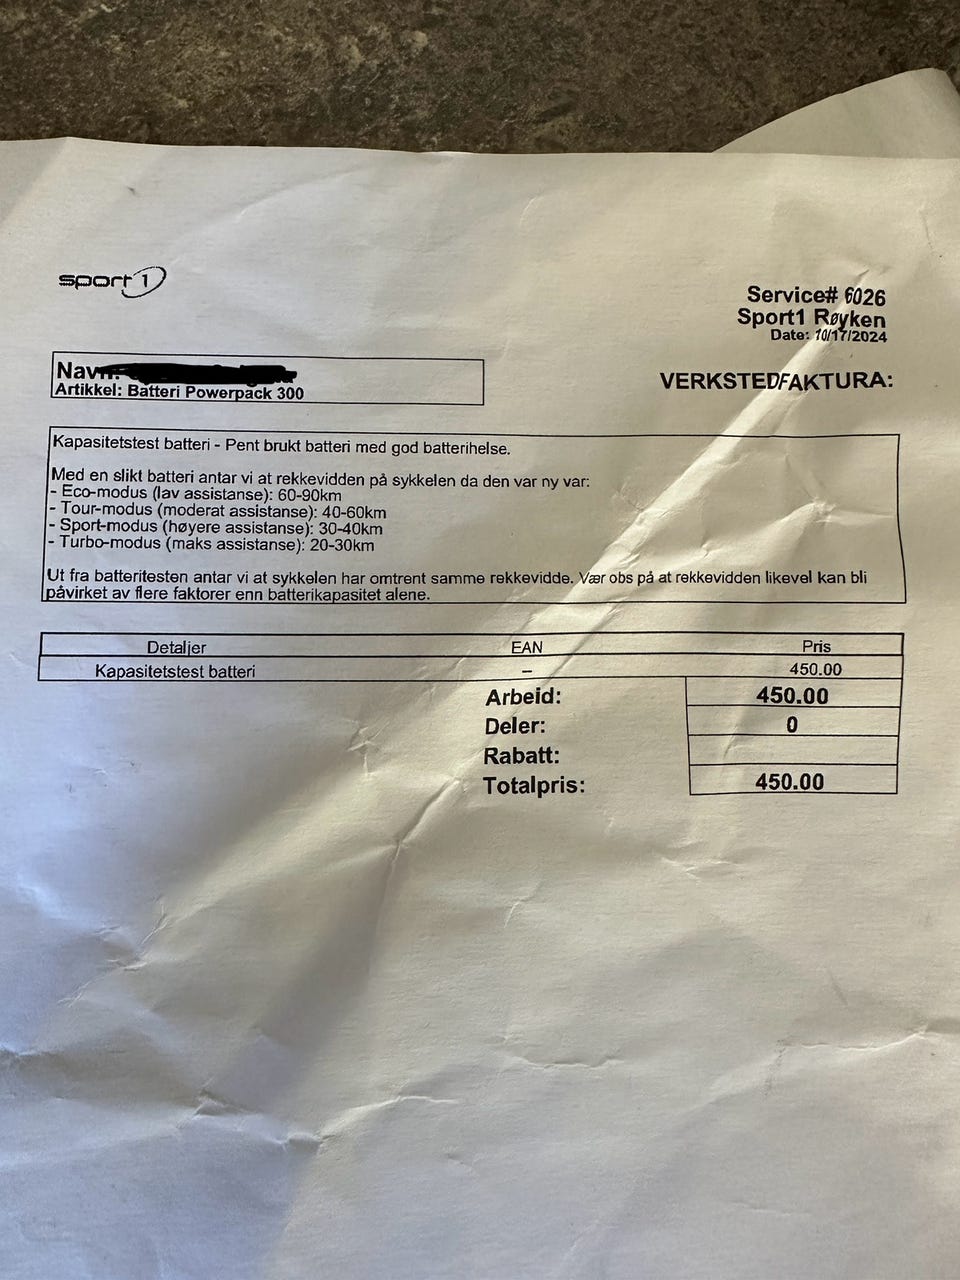 sport1
Service# 6026
Sport1 Røyken
Date: 10/17/2024
Navn:
Artikkel: Batteri Powerpack 300
VERKSTEDFAKTURA:
Kapasitetstest batteri - Pent brukt batteri med god batterihelse.
Med en slikt batteri antar vi at rekkevidden på sykkelen da den var ny var:
- Eco-modus (lav assistanse): 60-90km
- Tour-modus (moderat assistanse): 40-60km
- Sport-modus (høyere assistanse): 30-40km
- Turbo-modus (maks assistanse): 20-30km
Ut fra batteritesten antar vi at sykkelen har omtrent samme rekkevidde. Vær obs på at rekkevidden likevel kan bli
påvirket av flere faktorer enn batterikapasitet alene.
Detaljer EAN Pris
Kapasitetstest batteri – 450.00
Arbeid: 450.00
Deler: 0
Rabatt:
Totalpris: 450.00